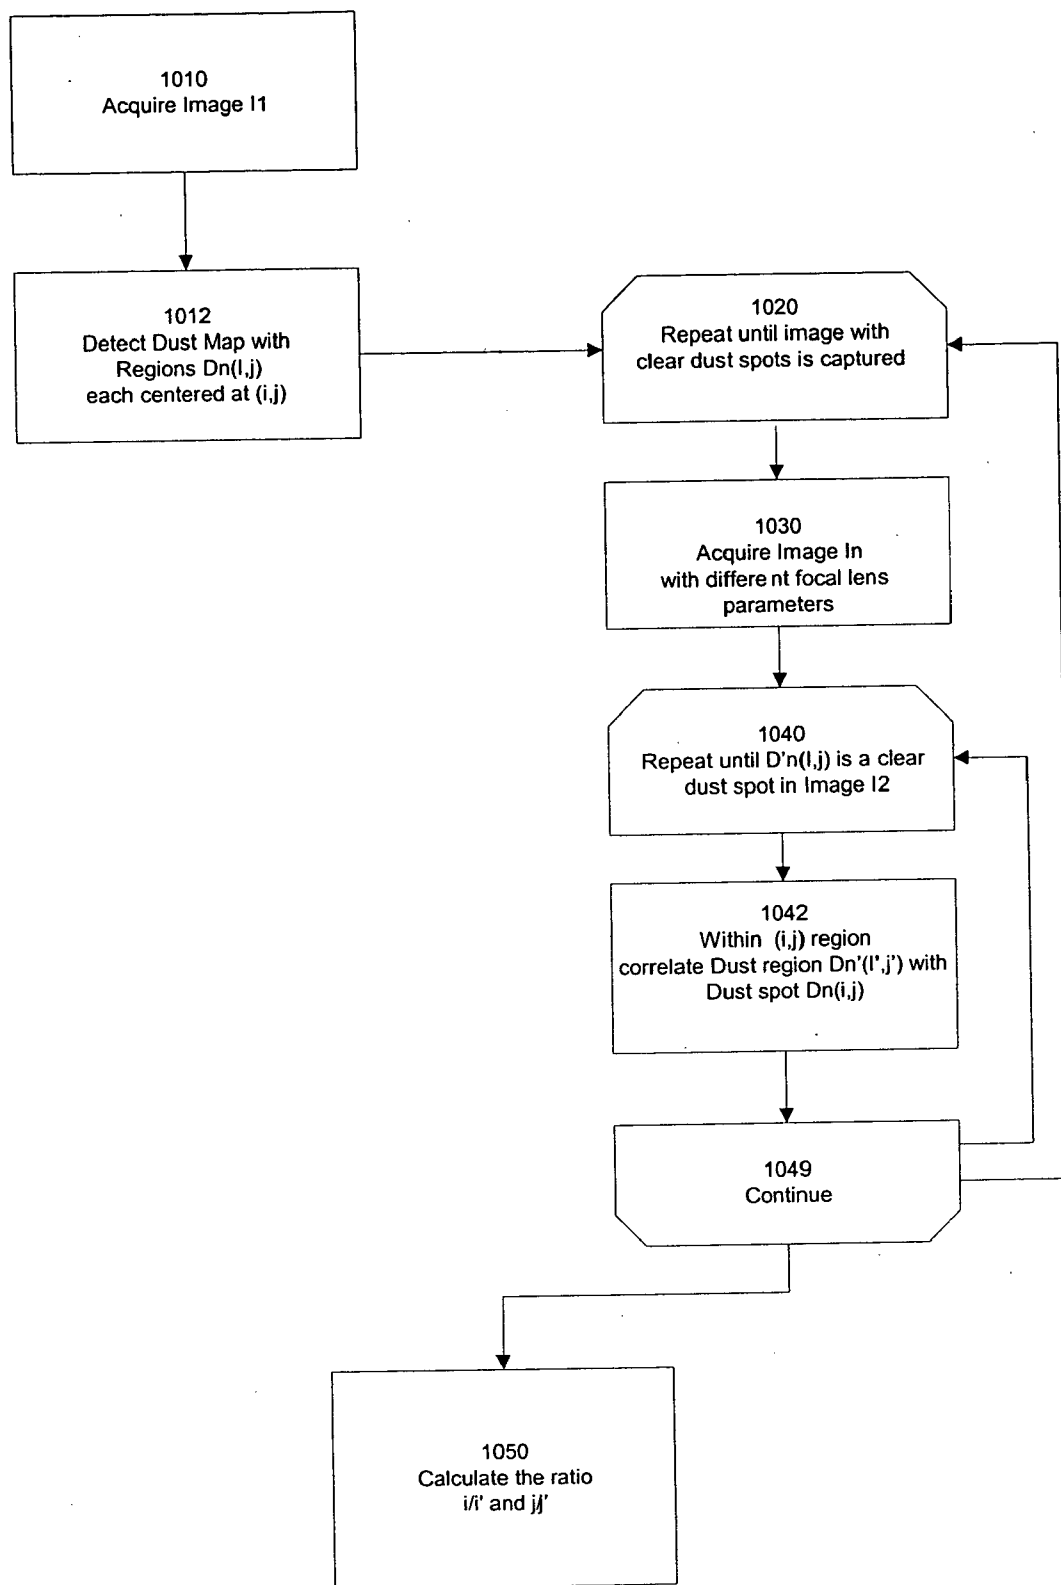 1010
Acquire Image I1
1012
Detect Dust Map with
Regions Dn(I,j)
each centered at (i,j)
1020
Repeat until image with
clear dust spots is captured
1030
Acquire Image In
with different focal lens
parameters
1040
Repeat until D'n(I,j) is a clear
dust spot in Image I2
1042
Within (i,j) region
correlate Dust region Dn'(I',j') with
Dust spot Dn(i,j)
1049
Continue
1050
Calculate the ratio
i/i' and j/j'